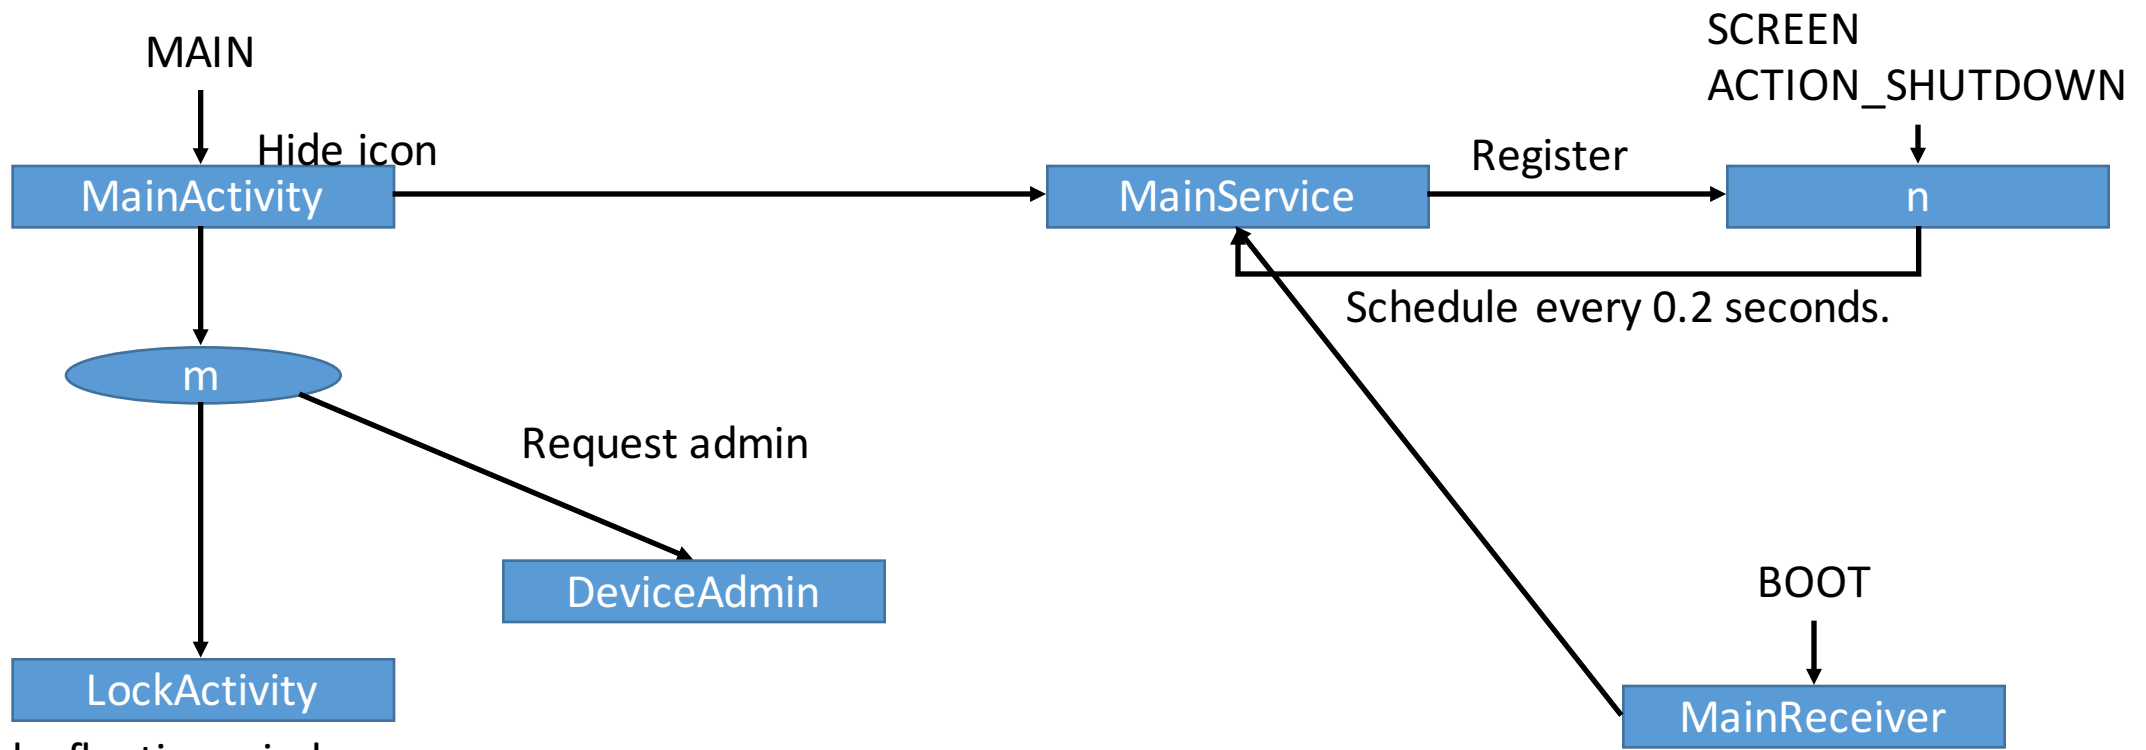 MAIN
SCREEN
ACTION_SHUTDOWN
Hide icon
Register
MainActivity
MainService
n
Schedule every 0.2 seconds.
m
Request admin
DeviceAdmin
BOOT
LockActivity
MainReceiver